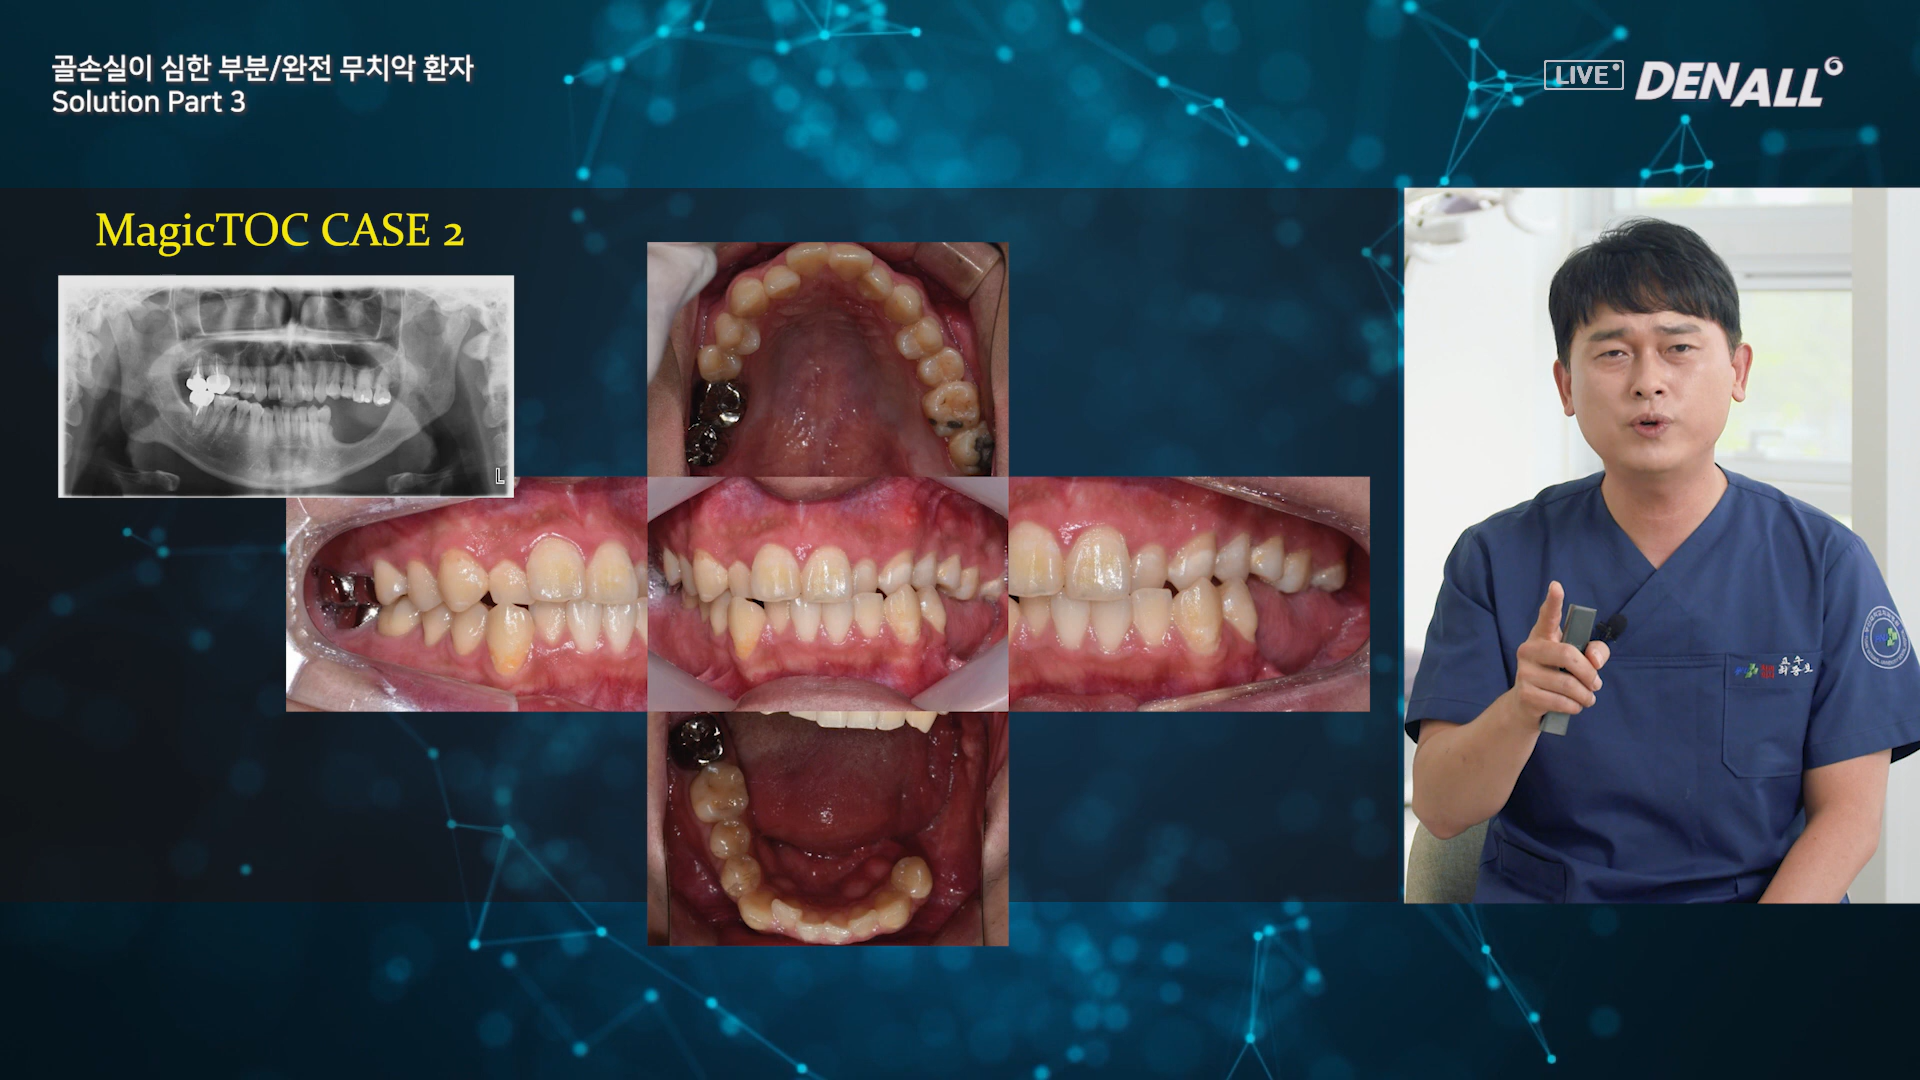 골손실이 심한 부분/완전 무치악 환자
Solution Part 3
LIVE
DENALL
MagicTOC CASE 2
L